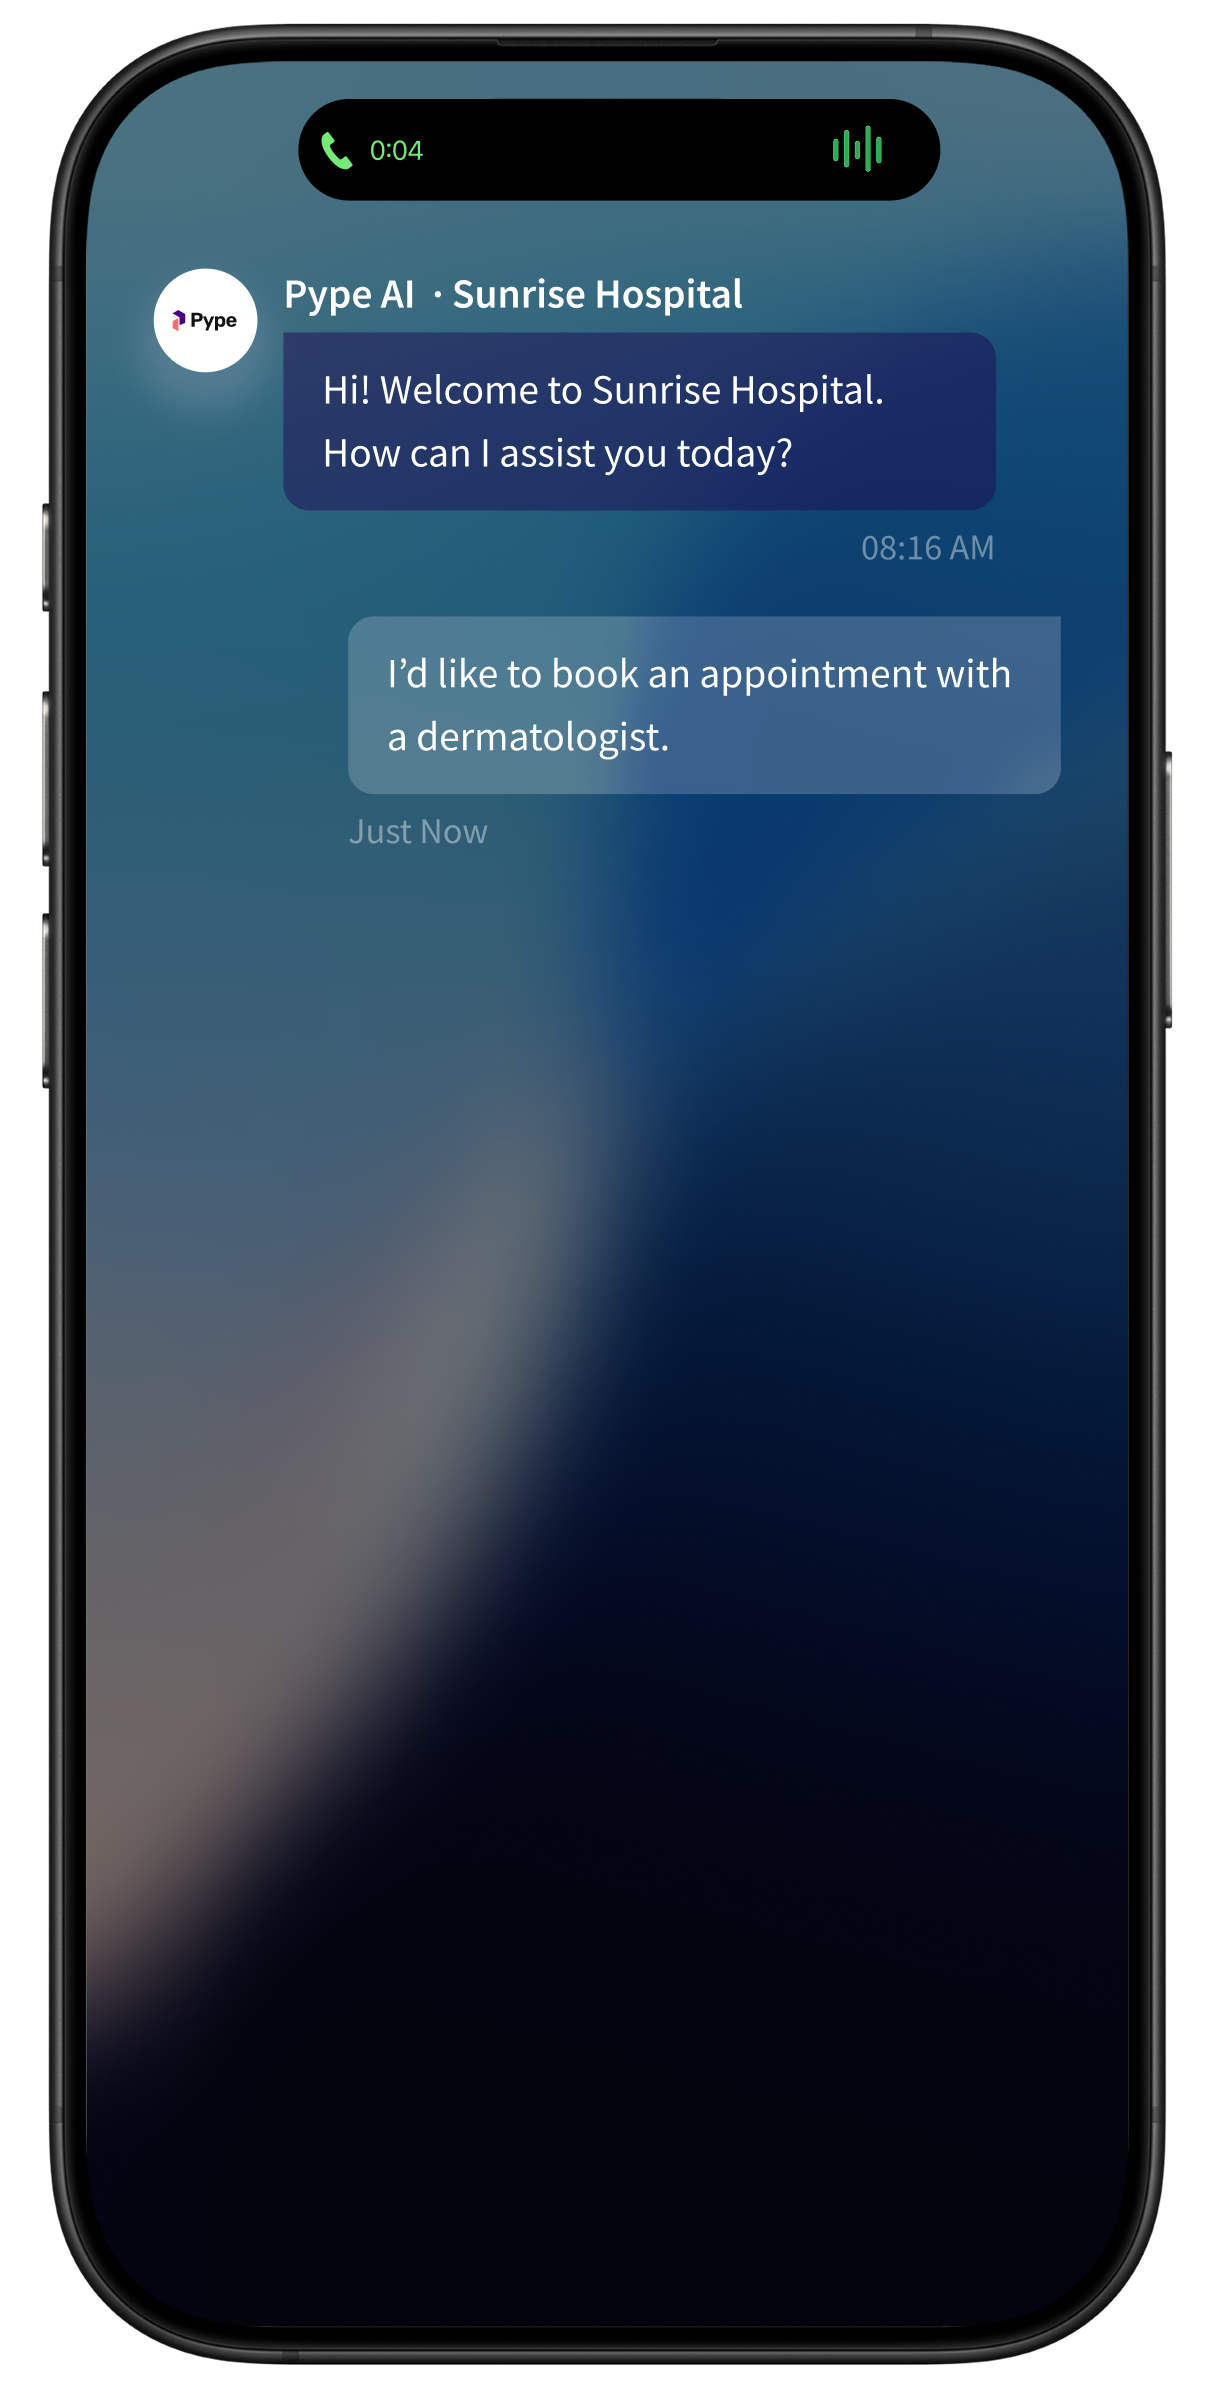 0:04
Pype
Pype AI · Sunrise Hospital
Hi! Welcome to Sunrise Hospital.
How can I assist you today?
08:16 AM
I’d like to book an appointment with
a dermatologist.
Just Now